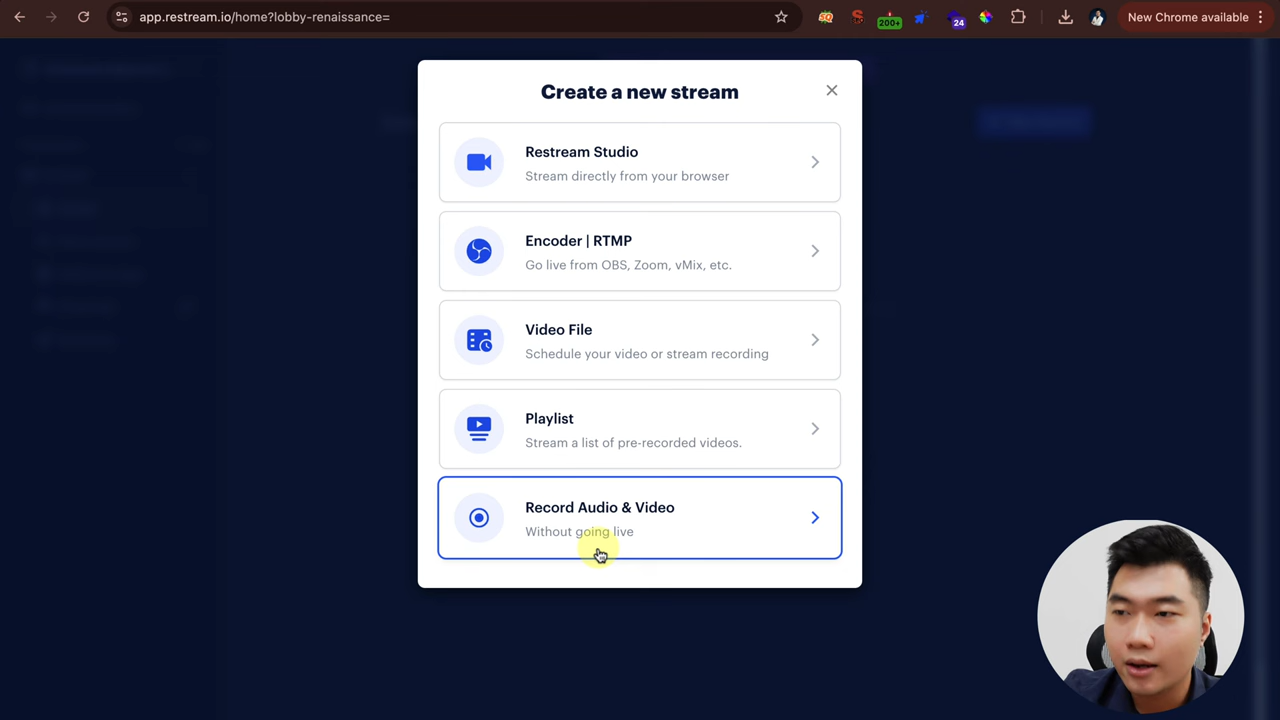 app.restream.io/home?lobby-renaissance=
200+
24
New Chrome available
Create a new stream
Restream Studio
Stream directly from your browser
Encoder | RTMP
Go live from OBS, Zoom, vMix, etc.
Video File
Schedule your video or stream recording
Playlist
Stream a list of pre-recorded videos.
Record Audio & Video
Without going live